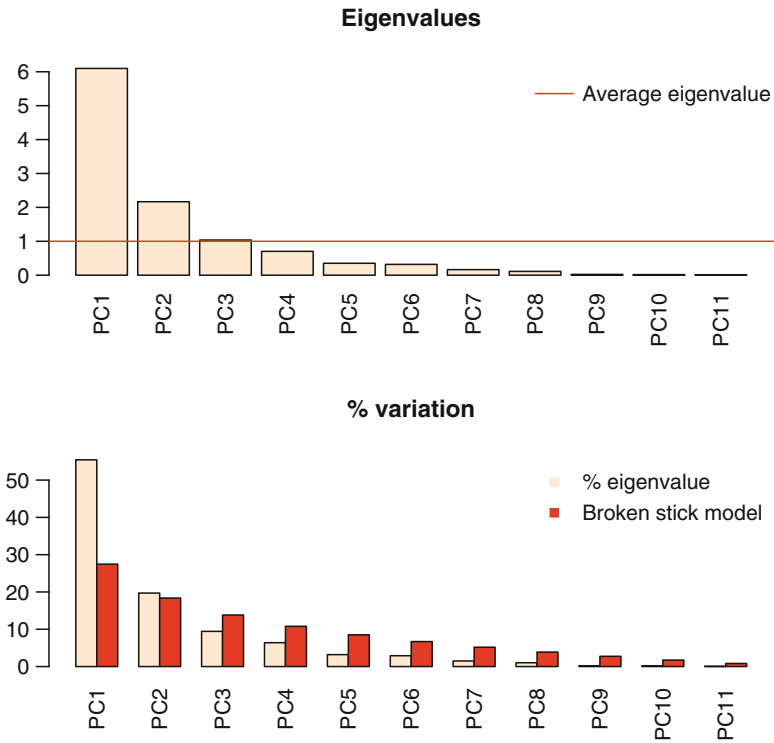 Eigenvalues
6
5
4
3
2
1
0
Average eigenvalue
PC1 PC2 PC3 PC4 PC5 PC6 PC7 PC8 PC9 PC10 PC11
% variation
50
40
30
20
10
0
% eigenvalue
Broken stick model
PC1 PC2 PC3 PC4 PC5 PC6 PC7 PC8 PC9 PC10 PC11